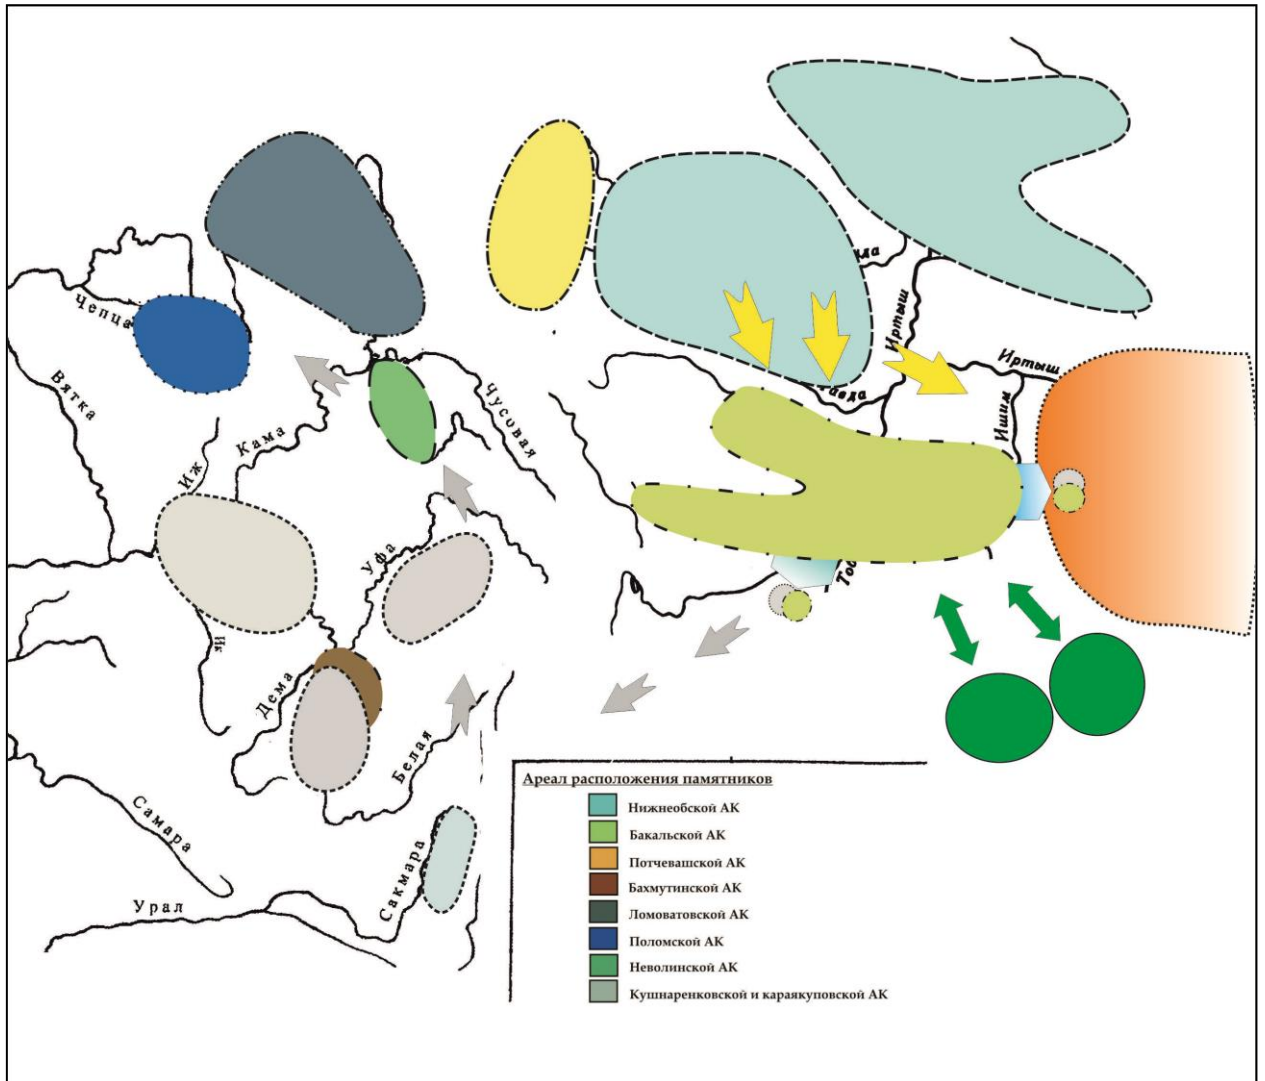 Чепца
Вятка
Иж
Кама
Чусовая
Уфа
Ик
Дема
Белая
Самара
Урал
Сакмара
Иртыш
Иртыш
Ишим
Ареал расположения памятников
Нижнеобской АК
Бакальской АК
Потчевашской АК
Бахмутинской АК
Ломоватовской АК
Поломской АК
Неволинской АК
Кушнаренковской и караякуповской АК